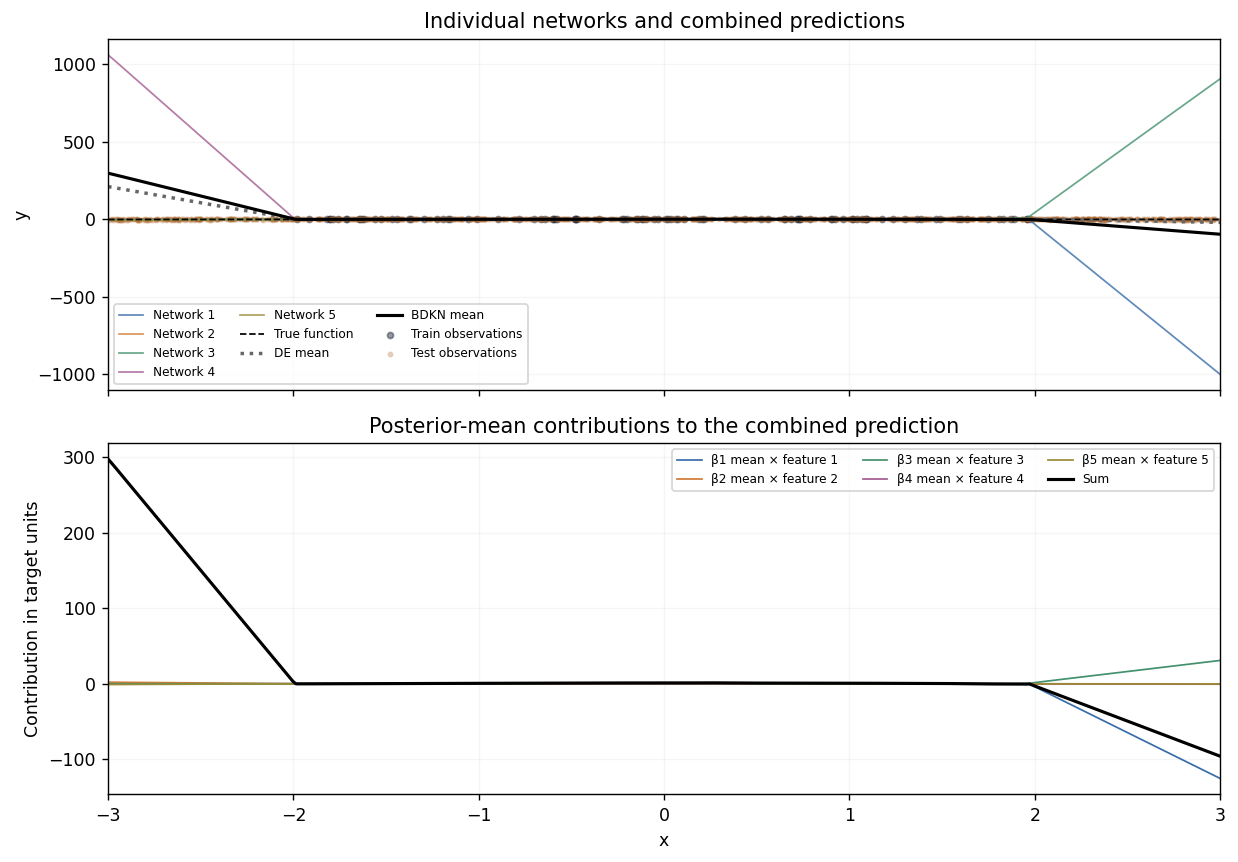 Individual networks and combined predictions
1000
500
0
−500
−1000
y
Network 1
Network 2
Network 3
Network 4
Network 5
True function
DE mean
BDKN mean
Train observations
Test observations
Posterior-mean contributions to the combined prediction
300
200
100
0
−100
Contribution in target units
β1 mean × feature 1
β2 mean × feature 2
β3 mean × feature 3
β4 mean × feature 4
β5 mean × feature 5
Sum
−3 −2 −1 0 1 2 3
x